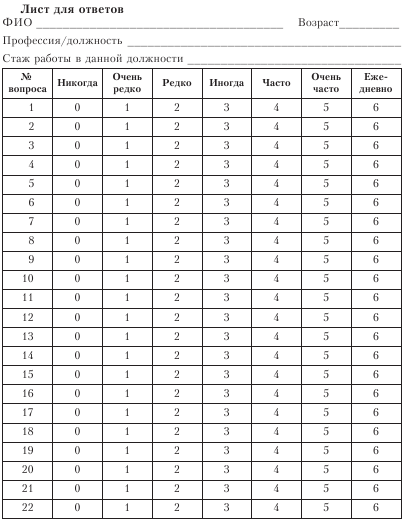 Лист для ответов
ФИО Возраст
Профессия/должность
Стаж работы в данной должности
№ вопроса Никогда Очень редко Редко Иногда Часто Очень часто Еже-дневно
1 0 1 2 3 4 5 6
2 0 1 2 3 4 5 6
3 0 1 2 3 4 5 6
4 0 1 2 3 4 5 6
5 0 1 2 3 4 5 6
6 0 1 2 3 4 5 6
7 0 1 2 3 4 5 6
8 0 1 2 3 4 5 6
9 0 1 2 3 4 5 6
10 0 1 2 3 4 5 6
11 0 1 2 3 4 5 6
12 0 1 2 3 4 5 6
13 0 1 2 3 4 5 6
14 0 1 2 3 4 5 6
15 0 1 2 3 4 5 6
16 0 1 2 3 4 5 6
17 0 1 2 3 4 5 6
18 0 1 2 3 4 5 6
19 0 1 2 3 4 5 6
20 0 1 2 3 4 5 6
21 0 1 2 3 4 5 6
22 0 1 2 3 4 5 6